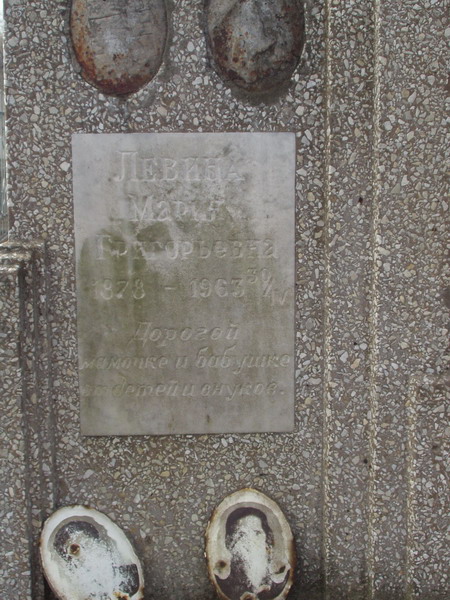 Левина
Мария
Григорьевна
1878 - 1963 30/IV
Дорогой
мамочке и бабушке
от детей и внуков.